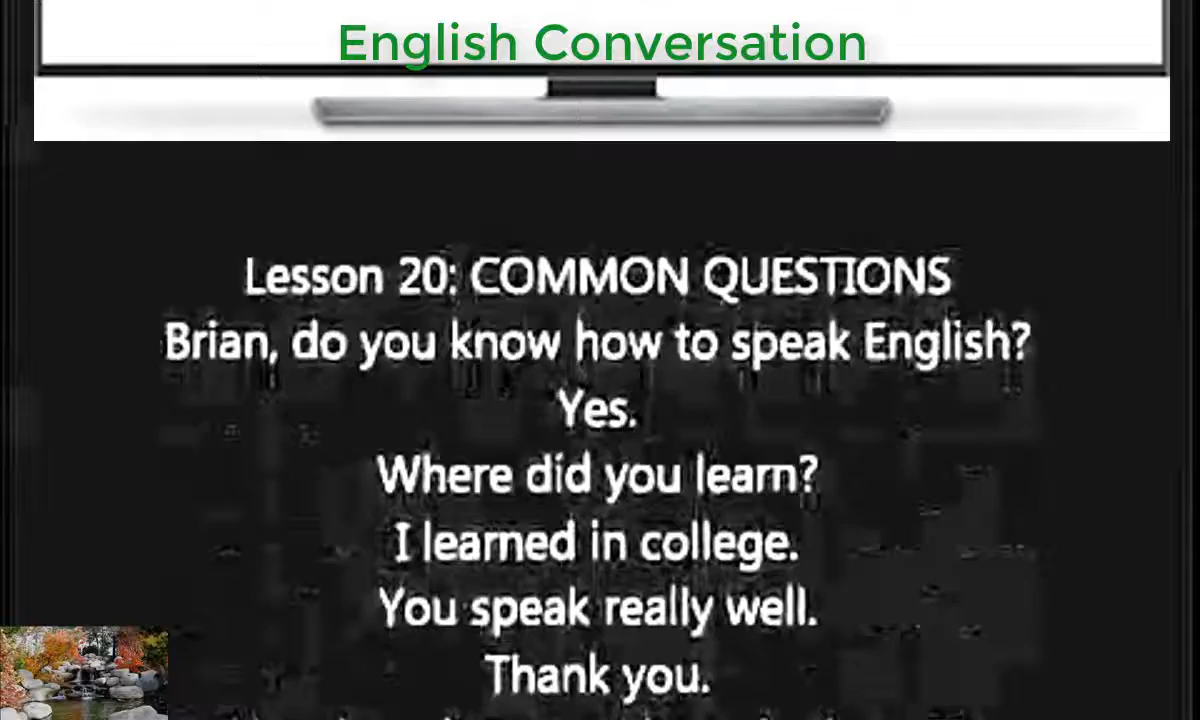 English Conversation
Lesson 20: COMMON QUESTIONS
Brian, do you know how to speak English?
Yes.
Where did you learn?
I learned in college.
You speak really well.
Thank you.